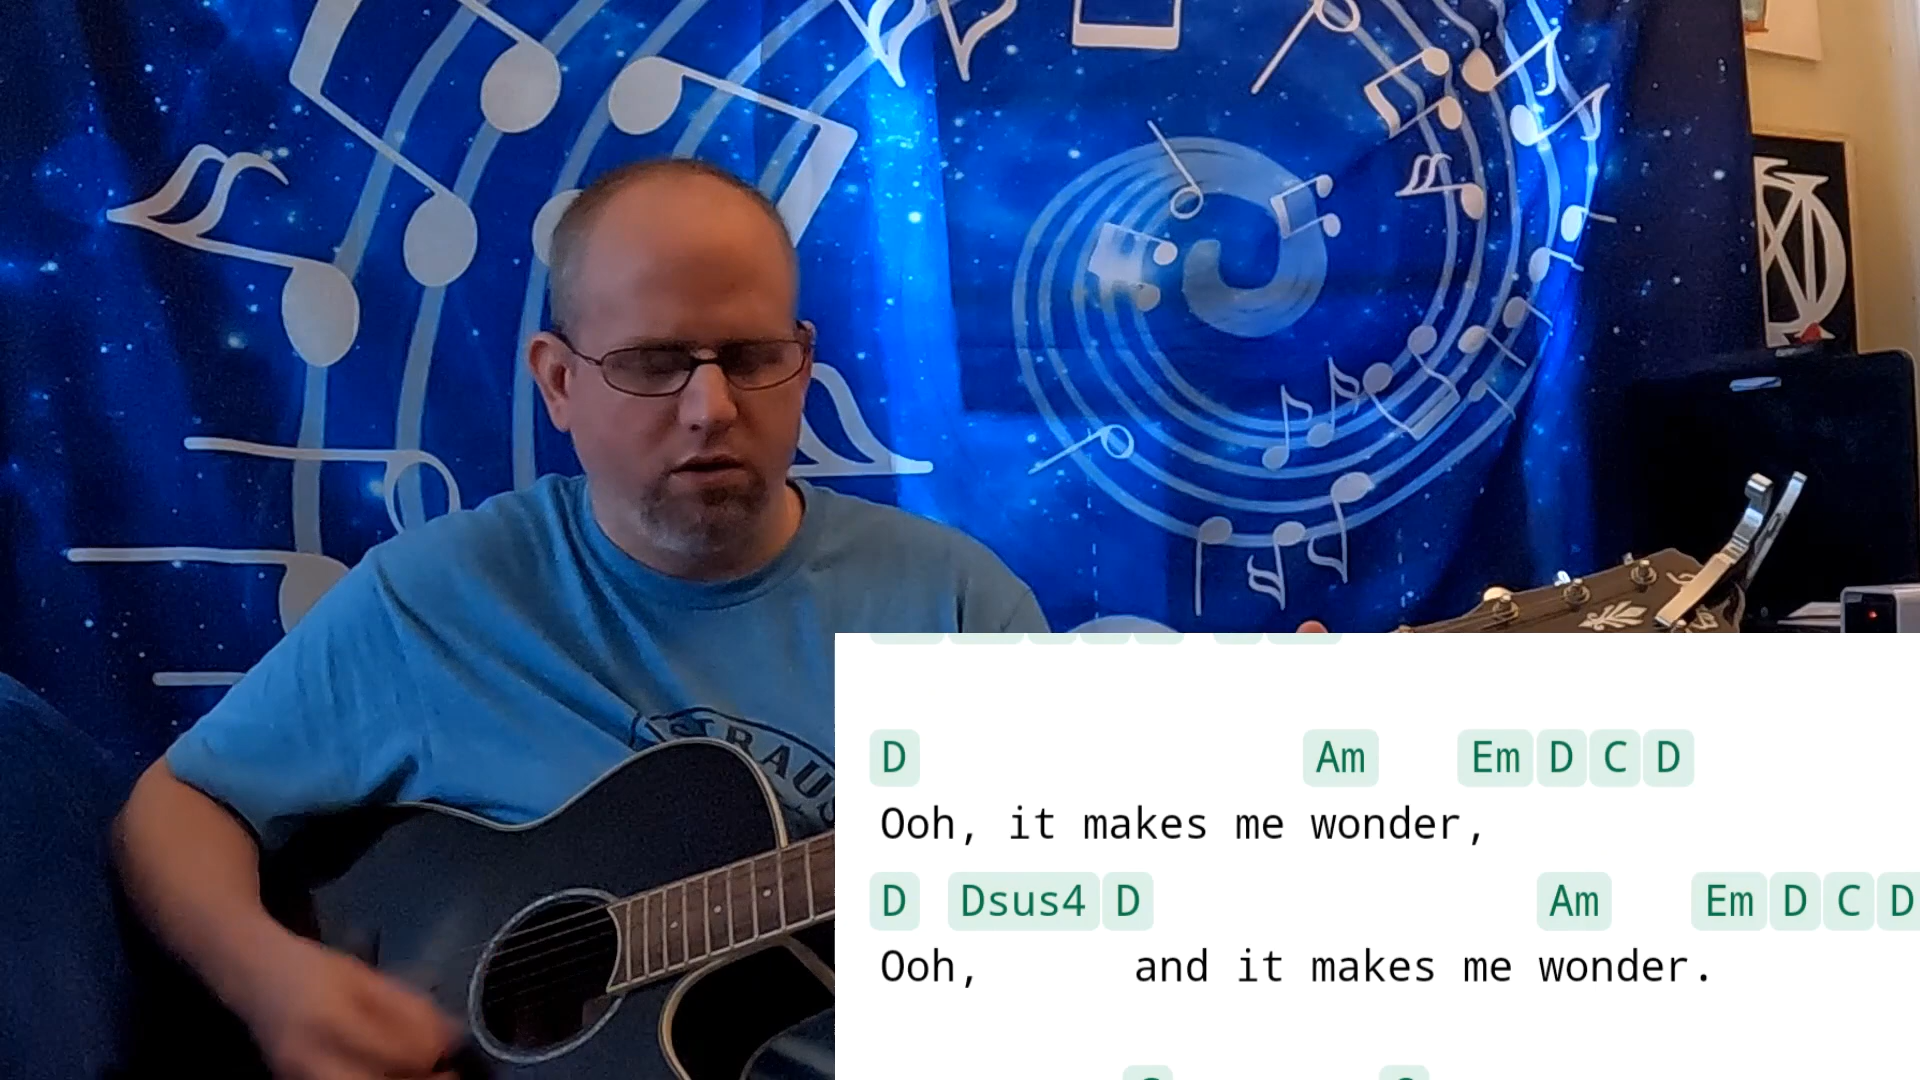 D Am Em D C D
Ooh, it makes me wonder,
D Dsus4 D Am Em D C D
Ooh, and it makes me wonder.